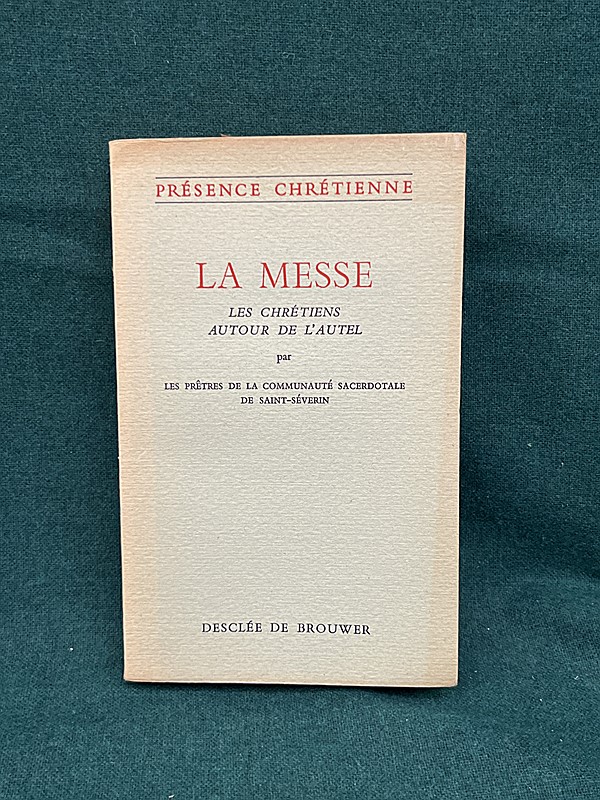 PRÉSENCE CHRÉTIENNE
LA MESSE
LES CHRÉTIENS
AUTOUR DE L'AUTEL
par
LES PRÊTRES DE LA COMMUNAUTÉ SACERDOTALE
DE SAINT-SÉVERIN
DESCLÉE DE BROUWER